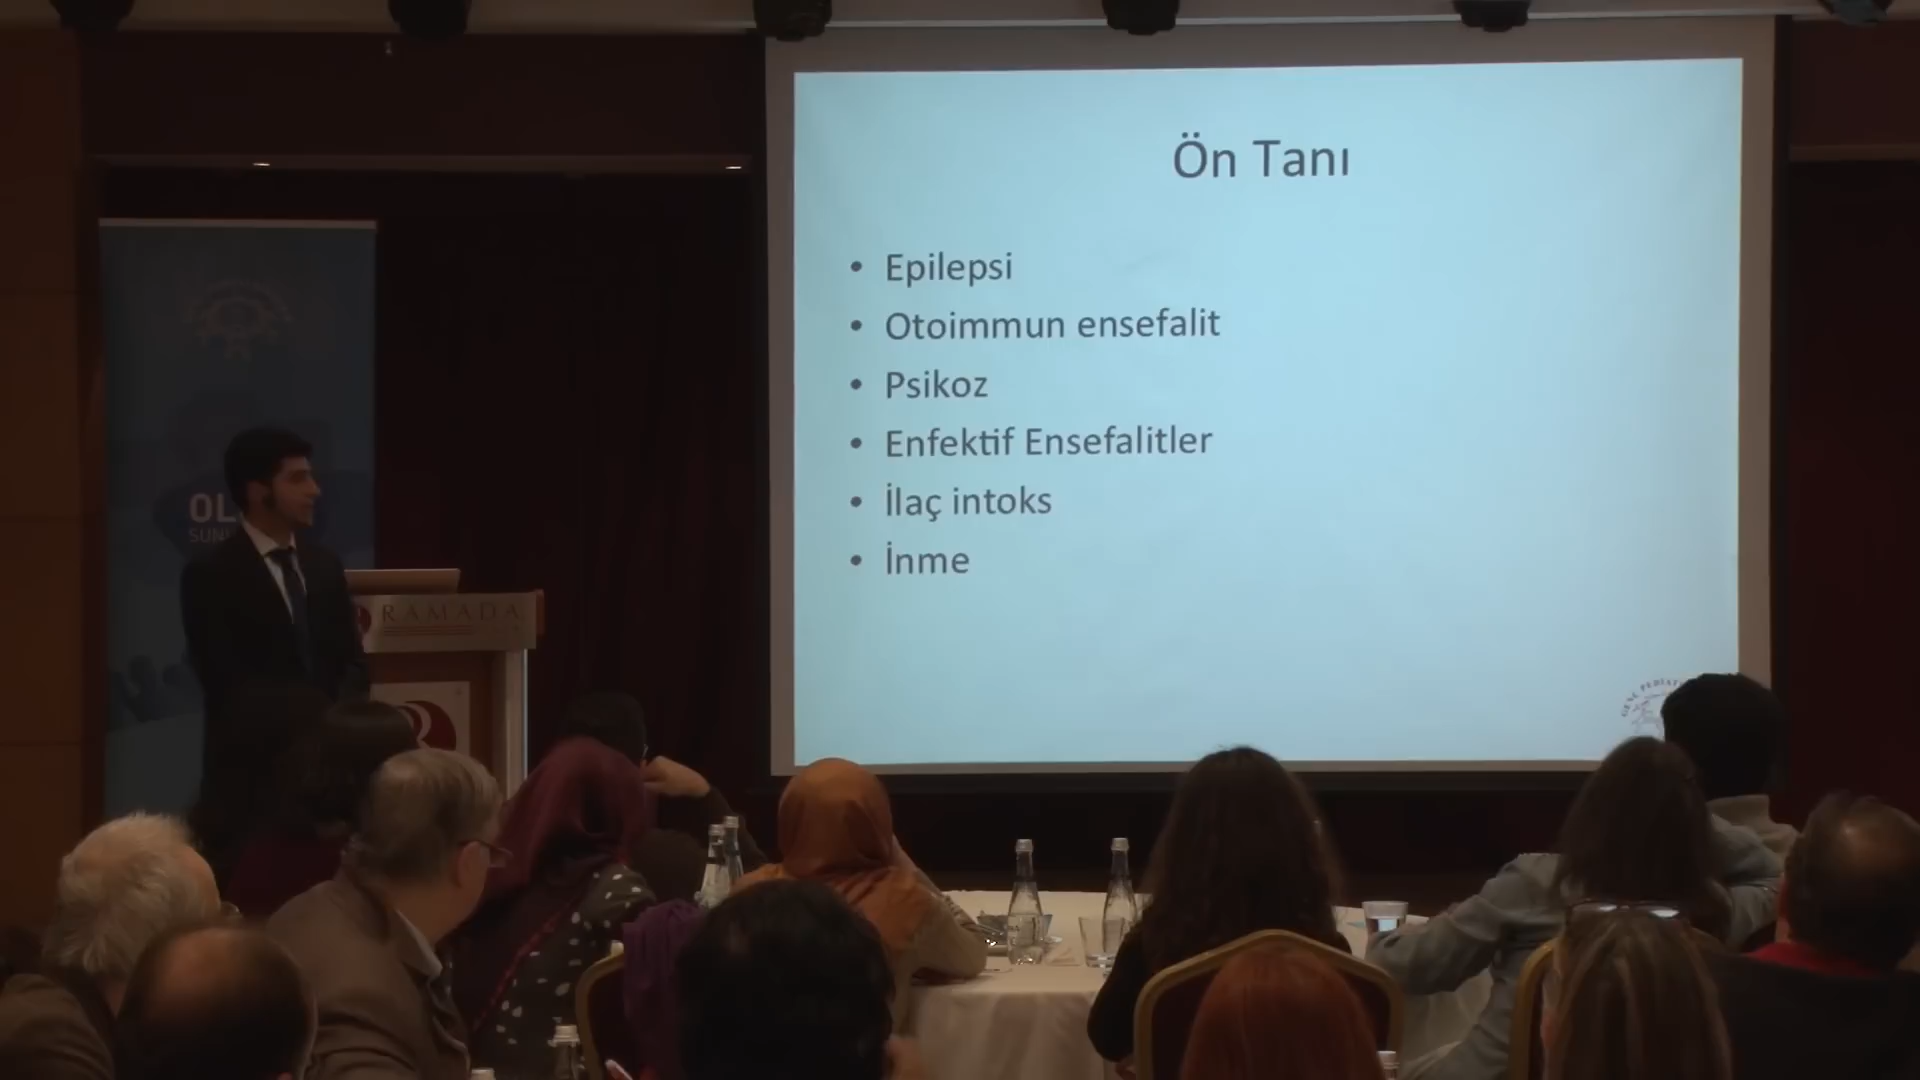 Ön Tanı
• Epilepsi
• Otoimmun ensefalit
• Psikoz
• Enfektif Ensefalitler
• İlaç intoks
• İnme
RAMADA